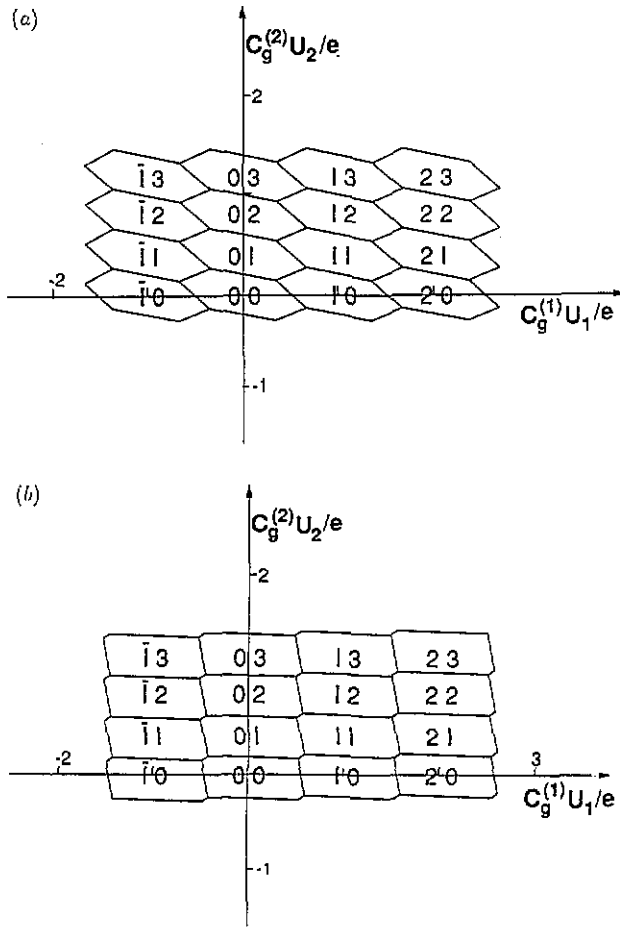 (a)
C_g^(2)U_2/e
2
1̄3 03 13 23
1̄2 02 12 22
1̄1 01 11 21
-2
1̄0 00 10 20
C_g^(1)U_1/e
-1
(b)
C_g^(2)U_2/e
2
1̄3 03 13 23
1̄2 02 12 22
1̄1 01 11 21
-2 3
1̄0 00 10 20
C_g^(1)U_1/e
-1